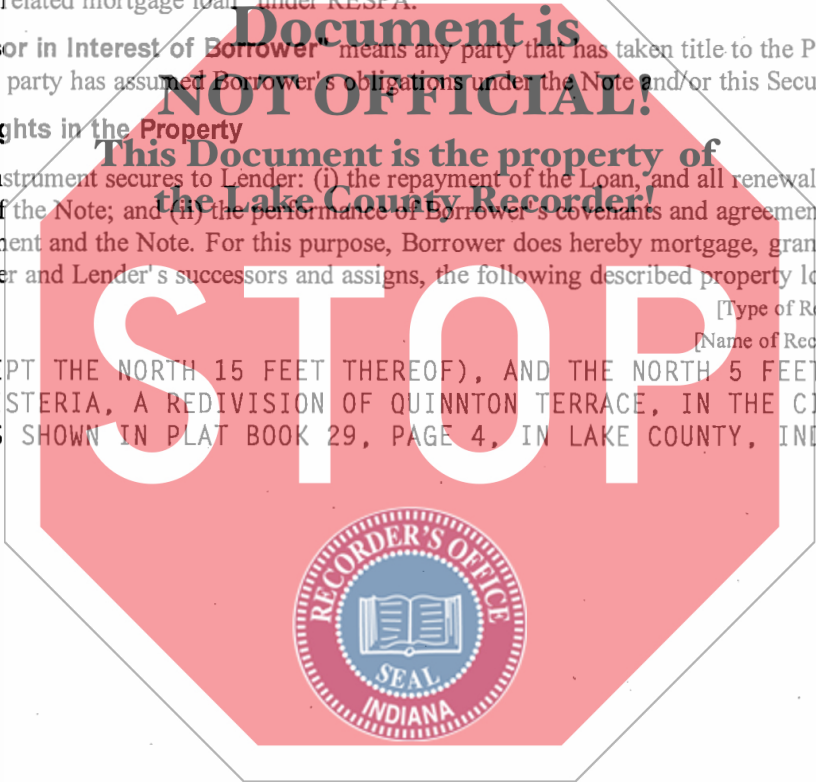 related mortgage loan" under RESPA.
Document is
or in Interest of Borrower" means any party that has taken title to the P
party has assumed Borrower's obligations under the Note and/or this Secu
NOT OFFICIAL!
ghts in the Property
This Document is the property of
nstrument secures to Lender: (i) the repayment of the Loan, and all renewal
the Lake County Recorder!
f the Note; and (ii) the performance of Borrower's covenants and agreemen
ent and the Note. For this purpose, Borrower does hereby mortgage, gran
er and Lender's successors and assigns, the following described property lo
[Type of Re
[Name of Rec
STOP
PT THE NORTH 15 FEET THEREOF), AND THE NORTH 5 FEET
STERIA, A REDIVISION OF QUINNTON TERRACE, IN THE CI
SHOWN IN PLAT BOOK 29, PAGE 4, IN LAKE COUNTY, IND
RECORDER'S OFFICE
SEAL
INDIANA